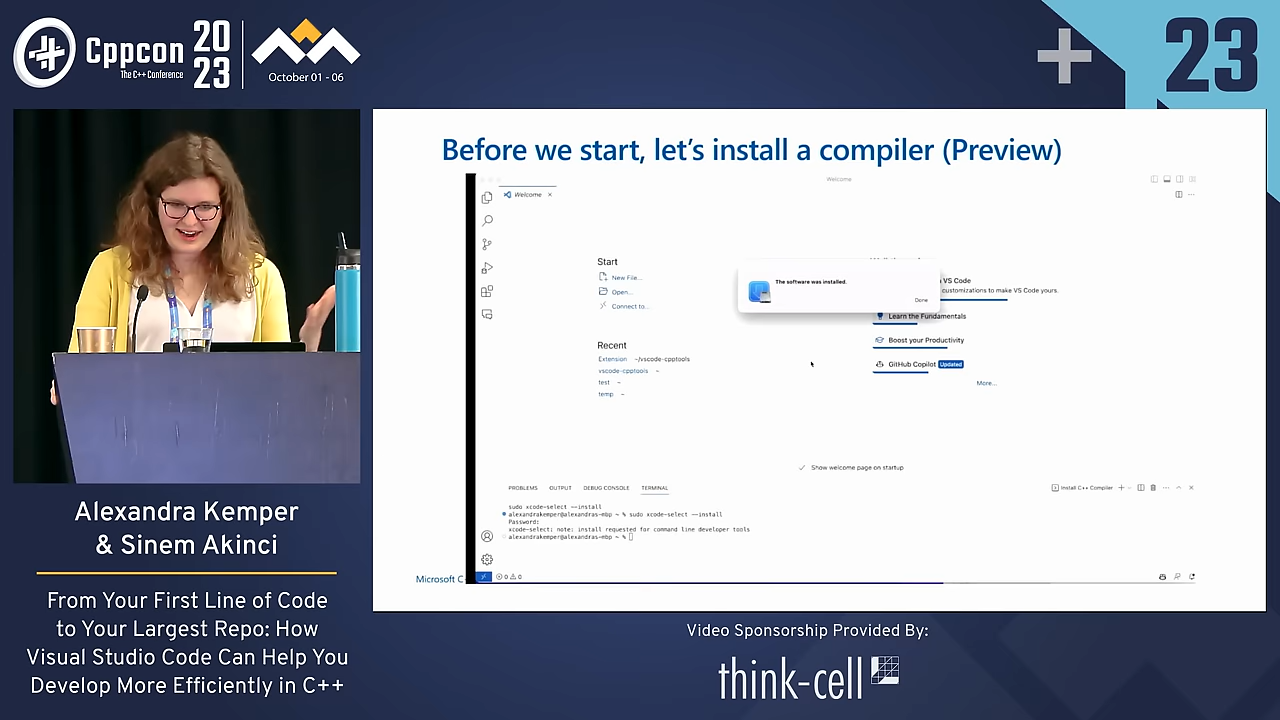 Cppcon
The C++ Conference
20
23
October 01 - 06
23
Before we start, let's install a compiler (Preview)
Welcome
Welcome
Start
New File...
Open...
Connect to...
Recent
Extension ~/vscode-cpptools
vscode-cpptools ~
test ~
temp ~
The software was installed.
Done
VS Code
customizations to make VS Code yours.
Learn the Fundamentals
Boost your Productivity
GitHub Copilot Updated
More...
Show welcome page on startup
PROBLEMS OUTPUT DEBUG CONSOLE TERMINAL
Install C++ Compiler
sudo xcode-select --install
alexandrakemper@alexandras-mbp ~ % sudo xcode-select --install
Password:
xcode-select: note: install requested for command line developer tools
alexandrakemper@alexandras-mbp ~ %
0 0
Microsoft C
Alexandra Kemper
& Sinem Akinci
From Your First Line of Code
to Your Largest Repo: How
Visual Studio Code Can Help You
Develop More Efficiently in C++
Video Sponsorship Provided By:
think-cell